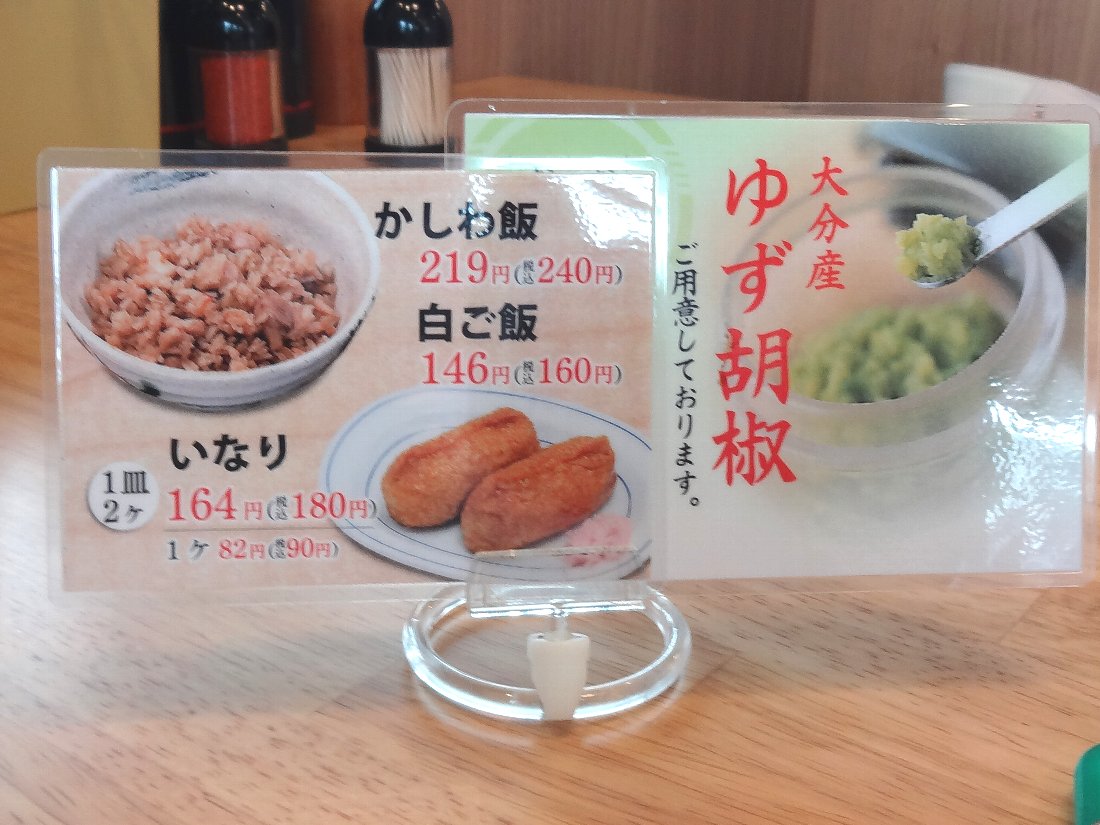 かしわ飯
219円(税込240円)
白ご飯
146円(税込160円)
いなり
1皿
2ヶ
164円(税込180円)
1ヶ 82円(税込90円)
大分産
ゆず胡椒
ご用意しております。